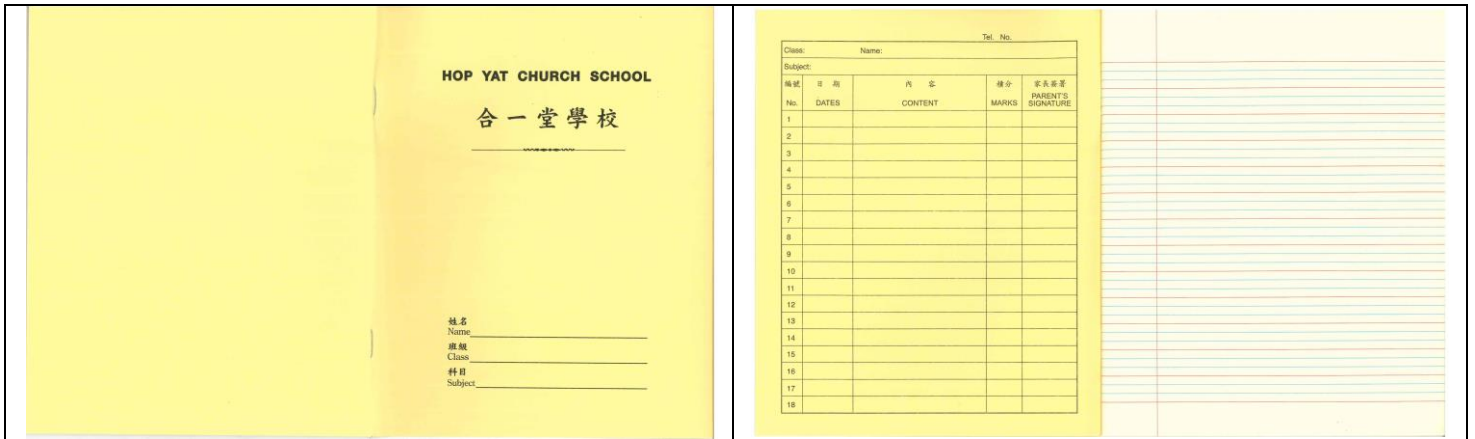 HOP YAT CHURCH SCHOOL
合一堂學校
姓名
Name
班級
Class
科目
Subject
Tel. No.
Class: Name:
Subject:
編號 日期 內容 積分 家長簽署
No. DATES CONTENT MARKS PARENT'S SIGNATURE
1
2
3
4
5
6
7
8
9
10
11
12
13
14
15
16
17
18